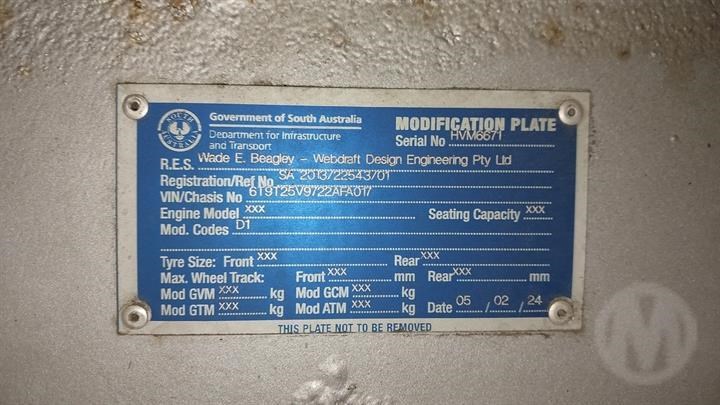 SOUTH AUSTRALIA
Government of South Australia
Department for Infrastructure
and Transport
MODIFICATION PLATE
Serial No HVM6671
R.E.S. Wade E. Beagley - Webdraft Design Engineering Pty Ltd
Registration/Ref No SA 2013/22543/01
VIN/Chasis No 6T9T25V9722AFA017
Engine Model xxx Seating Capacity xxx
Mod. Codes D1
Tyre Size: Front xxx Rear xxx
Max. Wheel Track: Front xxx mm Rear xxx mm
Mod GVM xxx kg Mod GCM xxx kg
Mod GTM xxx kg Mod ATM xxx kg Date 05 / 02 / 24
THIS PLATE NOT TO BE REMOVED
M